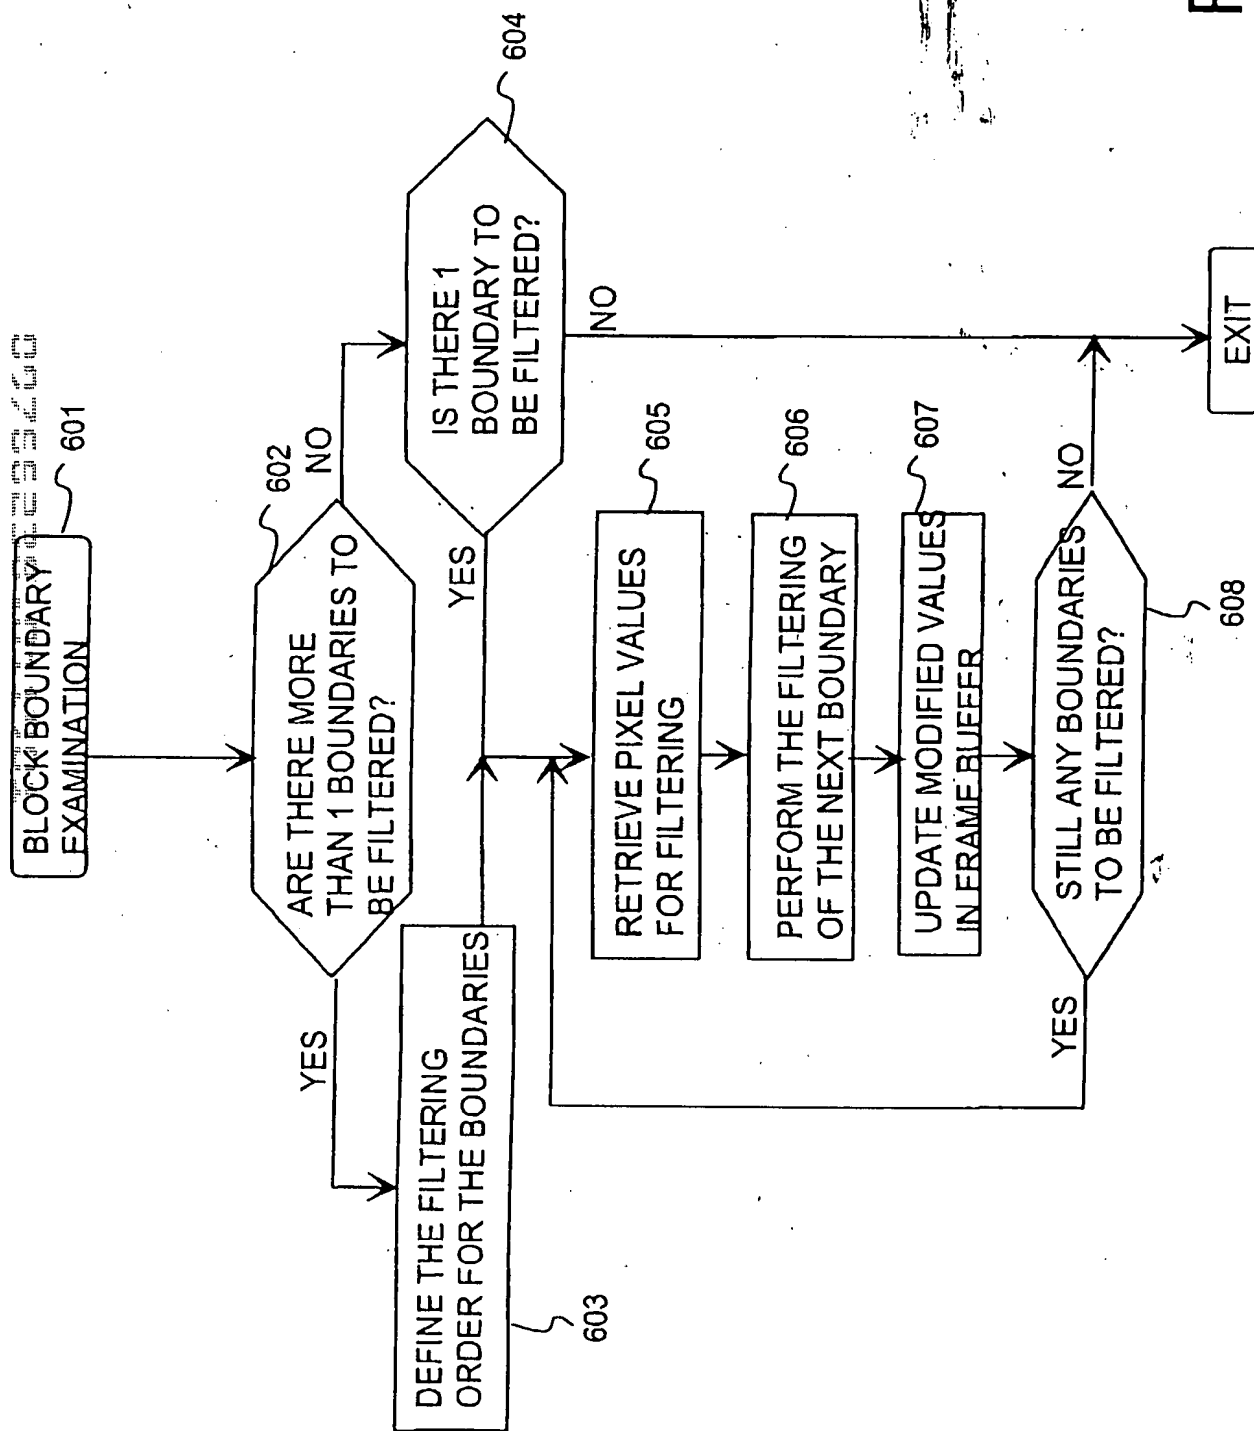 BLOCK BOUNDARY
EXAMINATION
601
ARE THERE MORE
THAN 1 BOUNDARIES TO
BE FILTERED?
602
NO
YES
DEFINE THE FILTERING
ORDER FOR THE BOUNDARIES
603
IS THERE 1
BOUNDARY TO
BE FILTERED?
604
YES
NO
RETRIEVE PIXEL VALUES
FOR FILTERING
605
PERFORM THE FILTERING
OF THE NEXT BOUNDARY
606
UPDATE MODIFIED VALUES
IN FRAME BUFFER
607
STILL ANY BOUNDARIES
TO BE FILTERED?
608
YES
NO
EXIT